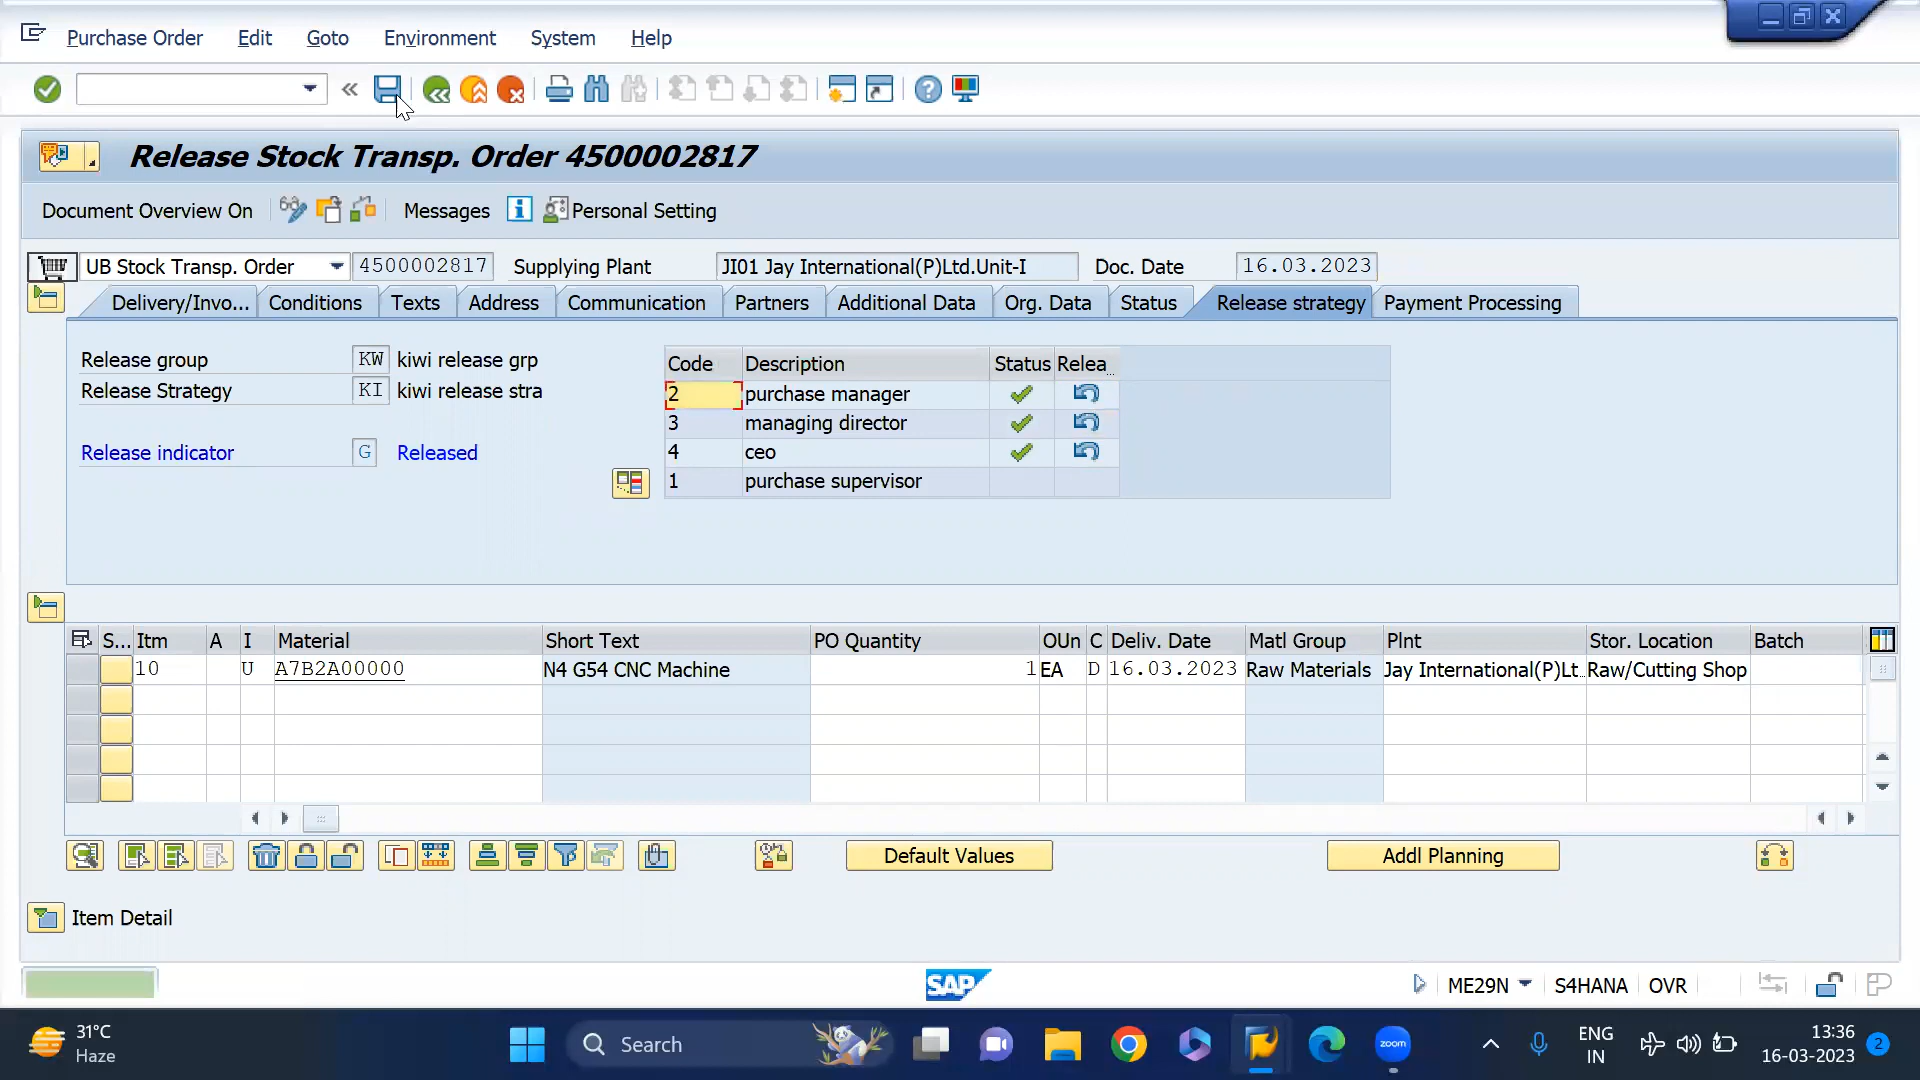 Purchase Order Edit Goto Environment System Help
Release Stock Transp. Order 4500002817
Document Overview On Messages Personal Setting
UB Stock Transp. Order 4500002817 Supplying Plant JI01 Jay International(P)Ltd.Unit-I Doc. Date 16.03.2023
Delivery/Invo... Conditions Texts Address Communication Partners Additional Data Org. Data Status Release strategy Payment Processing
Release group KW kiwi release grp
Release Strategy KI kiwi release stra
Release indicator G Released
Code Description Status Relea...
2 purchase manager
3 managing director
4 ceo
1 purchase supervisor
S... Itm A I Material Short Text PO Quantity OUn C Deliv. Date Matl Group Plnt Stor. Location Batch
10 U A7B2A00000 N4 G54 CNC Machine 1 EA D 16.03.2023 Raw Materials Jay International(P)Lt... Raw/Cutting Shop
Default Values Addl Planning
Item Detail
SAP ME29N S4HANA OVR
31°C
Haze
Search
zoom
ENG
IN
13:36
16-03-2023
2